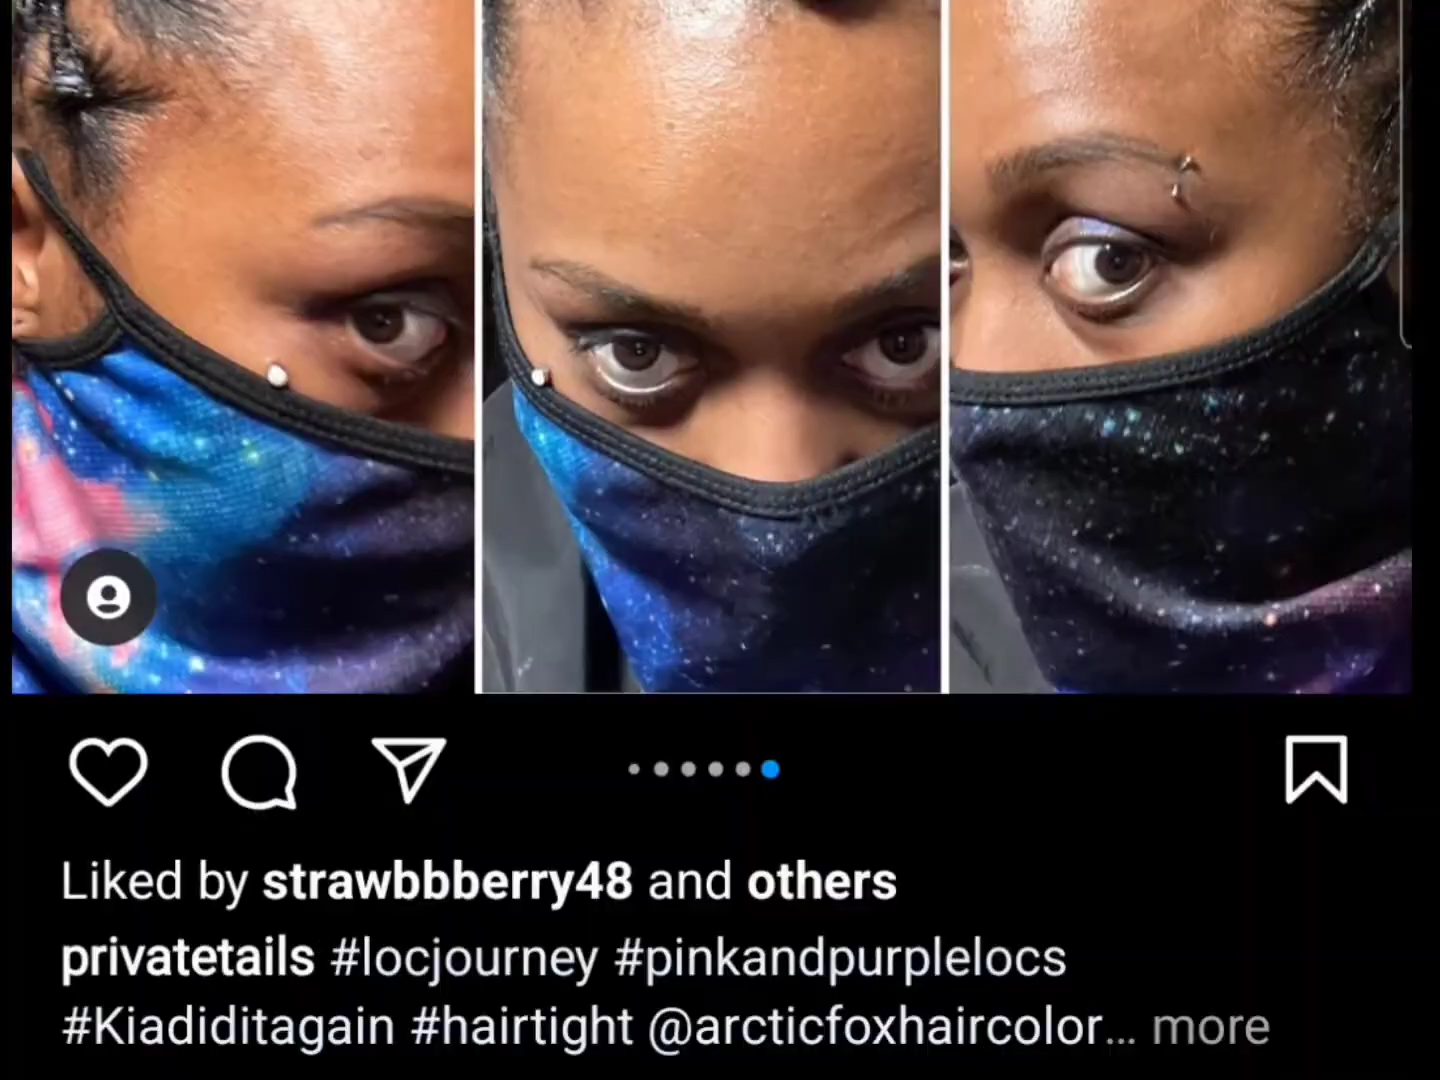 Liked by strawbbberry48 and others
privatetails #locjourney #pinkandpurplelocs
#Kiadiditagain #hairtight @arcticfoxhaircolor... more